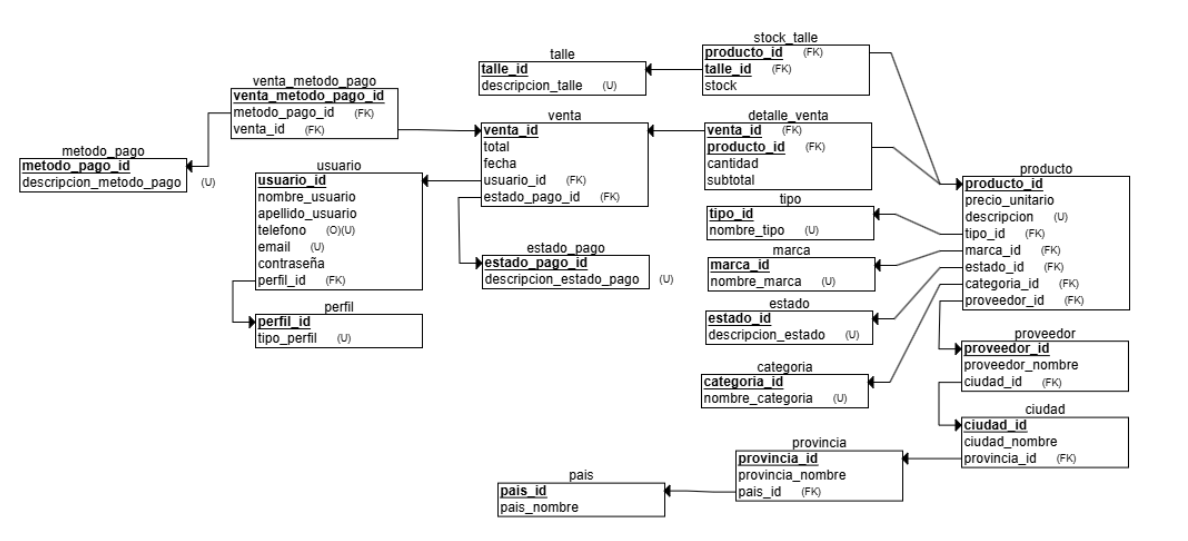 stock_talle
producto_id (FK)
talle_id (FK)
stock
talle
talle_id
descripcion_talle (U)
venta_metodo_pago
venta_metodo_pago_id
metodo_pago_id (FK)
venta_id (FK)
venta
venta_id
total
fecha
usuario_id (FK)
estado_pago_id (FK)
detalle_venta
venta_id (FK)
producto_id (FK)
cantidad
subtotal
metodo_pago
metodo_pago_id
descripcion_metodo_pago (U)
usuario
usuario_id
nombre_usuario
apellido_usuario
telefono (O)(U)
email (U)
contraseña
perfil_id (FK)
producto
producto_id
precio_unitario
descripcion (U)
tipo_id (FK)
marca_id (FK)
estado_id (FK)
categoria_id (FK)
proveedor_id (FK)
tipo
tipo_id
nombre_tipo (U)
estado_pago
estado_pago_id
descripcion_estado_pago (U)
marca
marca_id
nombre_marca (U)
perfil
perfil_id
tipo_perfil (U)
estado
estado_id
descripcion_estado (U)
proveedor
proveedor_id
proveedor_nombre
ciudad_id (FK)
categoria
categoria_id
nombre_categoria (U)
ciudad
ciudad_id
ciudad_nombre
provincia_id (FK)
provincia
provincia_id
provincia_nombre
pais_id (FK)
pais
pais_id
pais_nombre